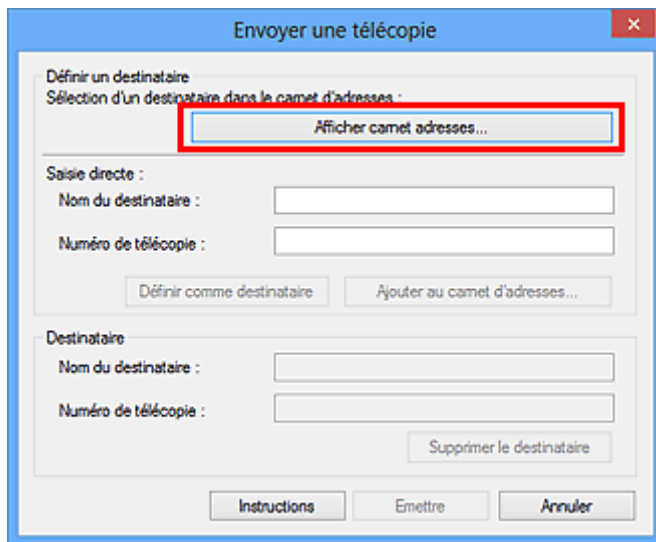 Envoyer une télécopie
Définir un destinataire
Sélection d'un destinataire dans le carnet d'adresses :
Afficher carnet adresses...
Saisie directe :
Nom du destinataire :
Numéro de télécopie :
Définir comme destinataire
Ajouter au carnet d'adresses...
Destinataire
Nom du destinataire :
Numéro de télécopie :
Supprimer le destinataire
Instructions
Emettre
Annuler